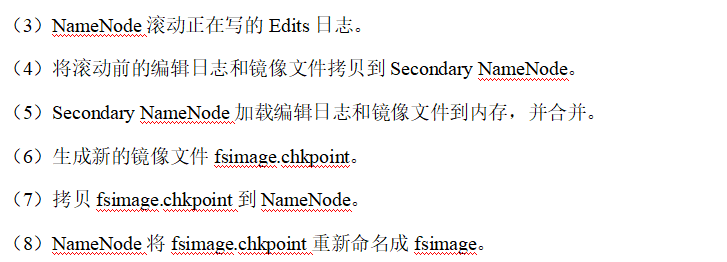 （3）NameNode 滚动正在写的 Edits 日志。
（4）将滚动前的编辑日志和镜像文件拷贝到 Secondary NameNode。
（5）Secondary NameNode 加载编辑日志和镜像文件到内存，并合并。
（6）生成新的镜像文件 fsimage.chkpoint。
（7）拷贝 fsimage.chkpoint 到 NameNode。
（8）NameNode 将 fsimage.chkpoint 重新命名成 fsimage。